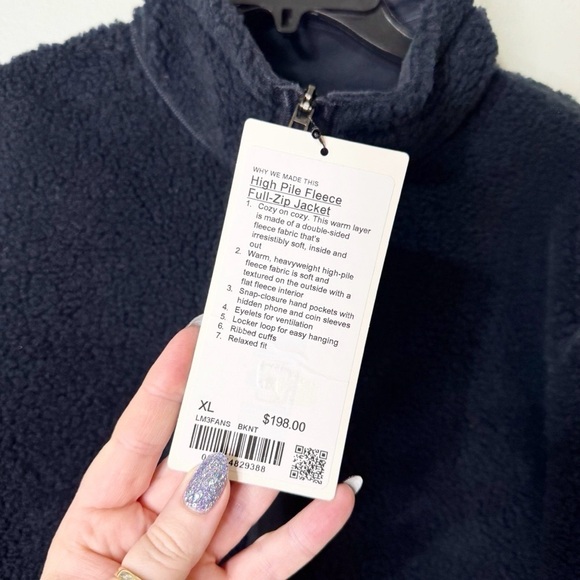 WHY WE MADE THIS
High Pile Fleece
Full-Zip Jacket
1. Cozy on cozy. This warm layer
is made of a double-sided
fleece fabric that's
irresistibly soft, inside and
out
2. Warm, heavyweight high-pile
fleece fabric is soft and
textured on the outside with a
flat fleece interior
3. Snap-closure hand pockets with
hidden phone and coin sleeves
4. Eyelets for ventilation
5. Locker loop for easy hanging
6. Ribbed cuffs
7. Relaxed fit
XL $198.00
LM3FANS BKNT
4829388